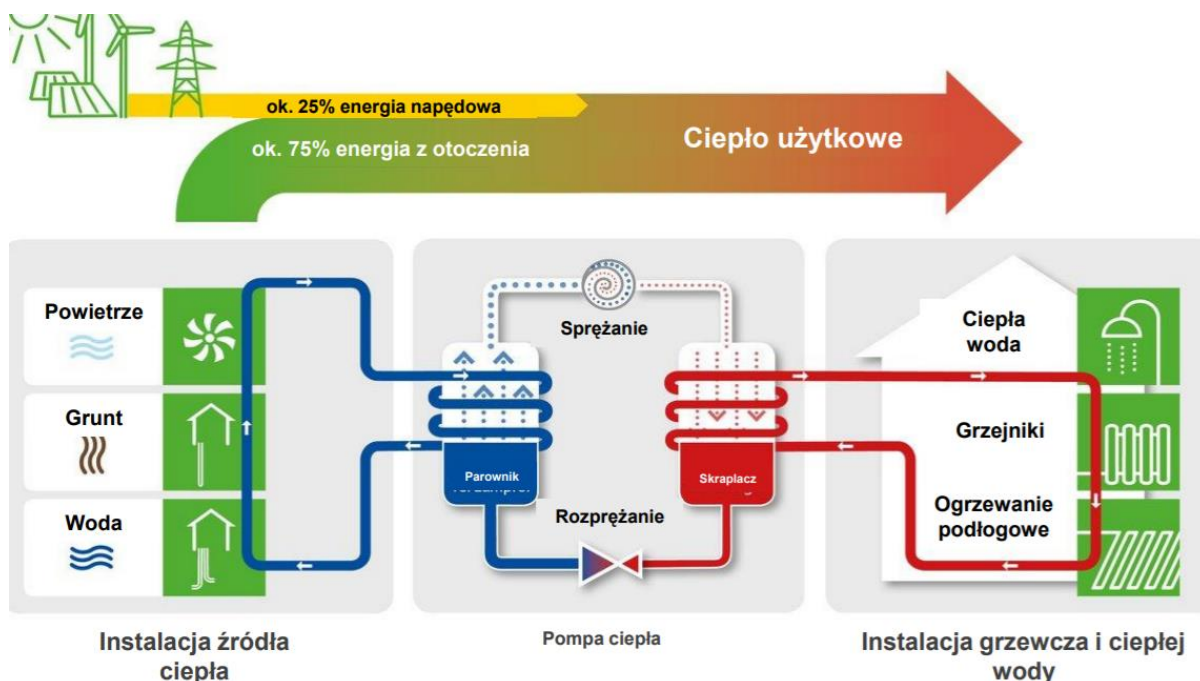 ok. 25% energia napędowa
ok. 75% energia z otoczenia
Ciepło użytkowe
Powietrze
Grunt
Woda
Sprężanie
Parownik
Skraplacz
Rozprężanie
Ciepła
woda
Grzejniki
Ogrzewanie
podłogowe
Instalacja źródła
ciepła
Pompa ciepła
Instalacja grzewcza i ciepłej
wody